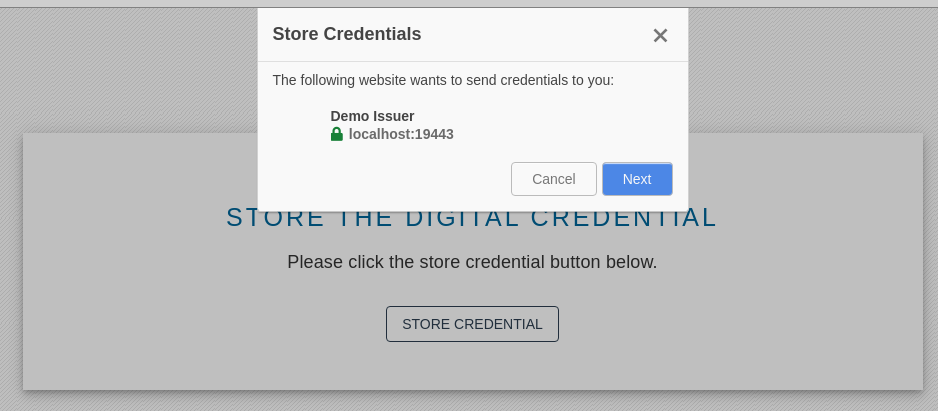 Store Credentials
The following website wants to send credentials to you:
Demo Issuer
localhost:19443
Cancel
Next
STORE THE DIGITAL CREDENTIAL
Please click the store credential button below.
STORE CREDENTIAL